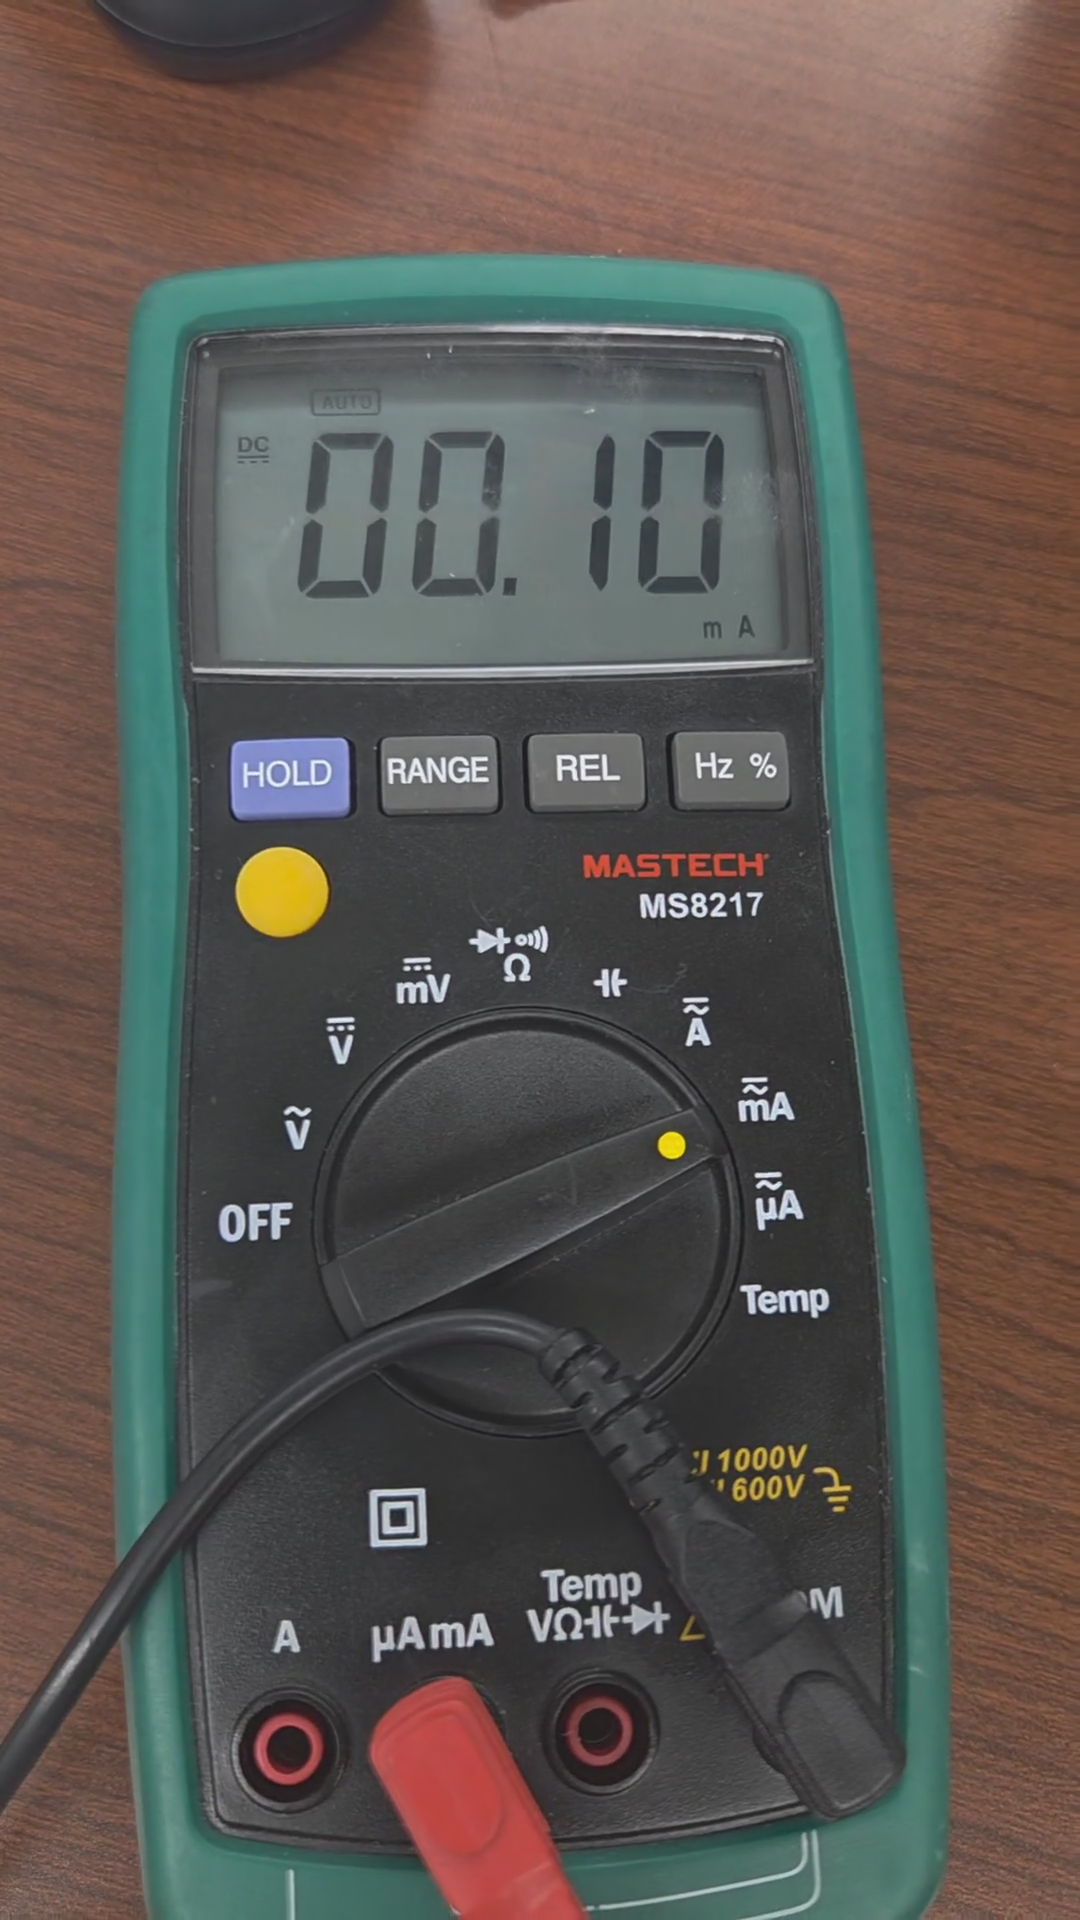 AUTO
DC
00.10
m A
HOLD
RANGE
REL
Hz %
MASTECH
MS8217
Ω
mV
V
A
mA
V
µA
OFF
Temp
1000V
600V
Temp
A
µA mA
VΩ